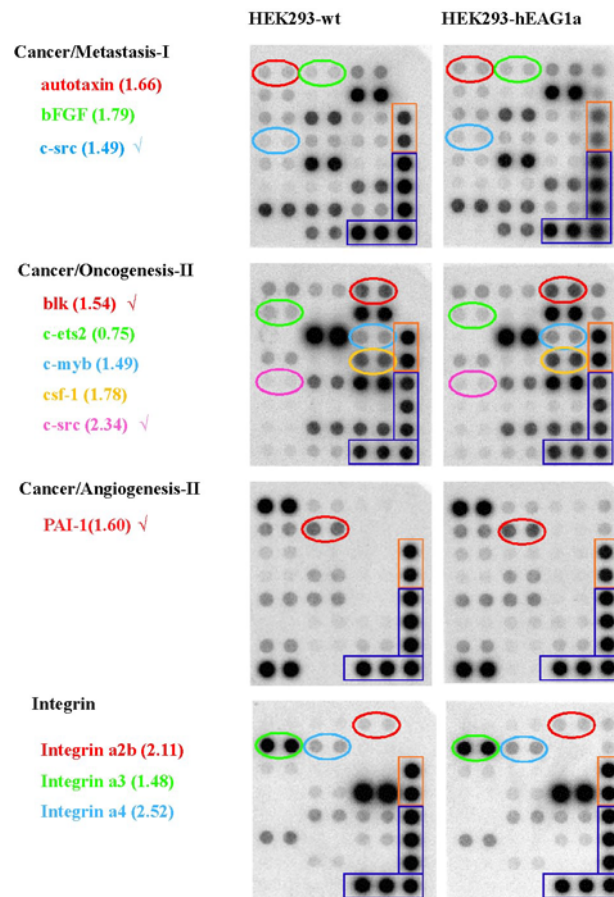 HEK293-wt HEK293-hEAG1a
Cancer/Metastasis-I
autotaxin (1.66)
bFGF (1.79)
c-src (1.49) √
Cancer/Oncogenesis-II
blk (1.54) √
c-ets2 (0.75)
c-myb (1.49)
csf-1 (1.78)
c-src (2.34) √
Cancer/Angiogenesis-II
PAI-1(1.60) √
Integrin
Integrin a2b (2.11)
Integrin a3 (1.48)
Integrin a4 (2.52)